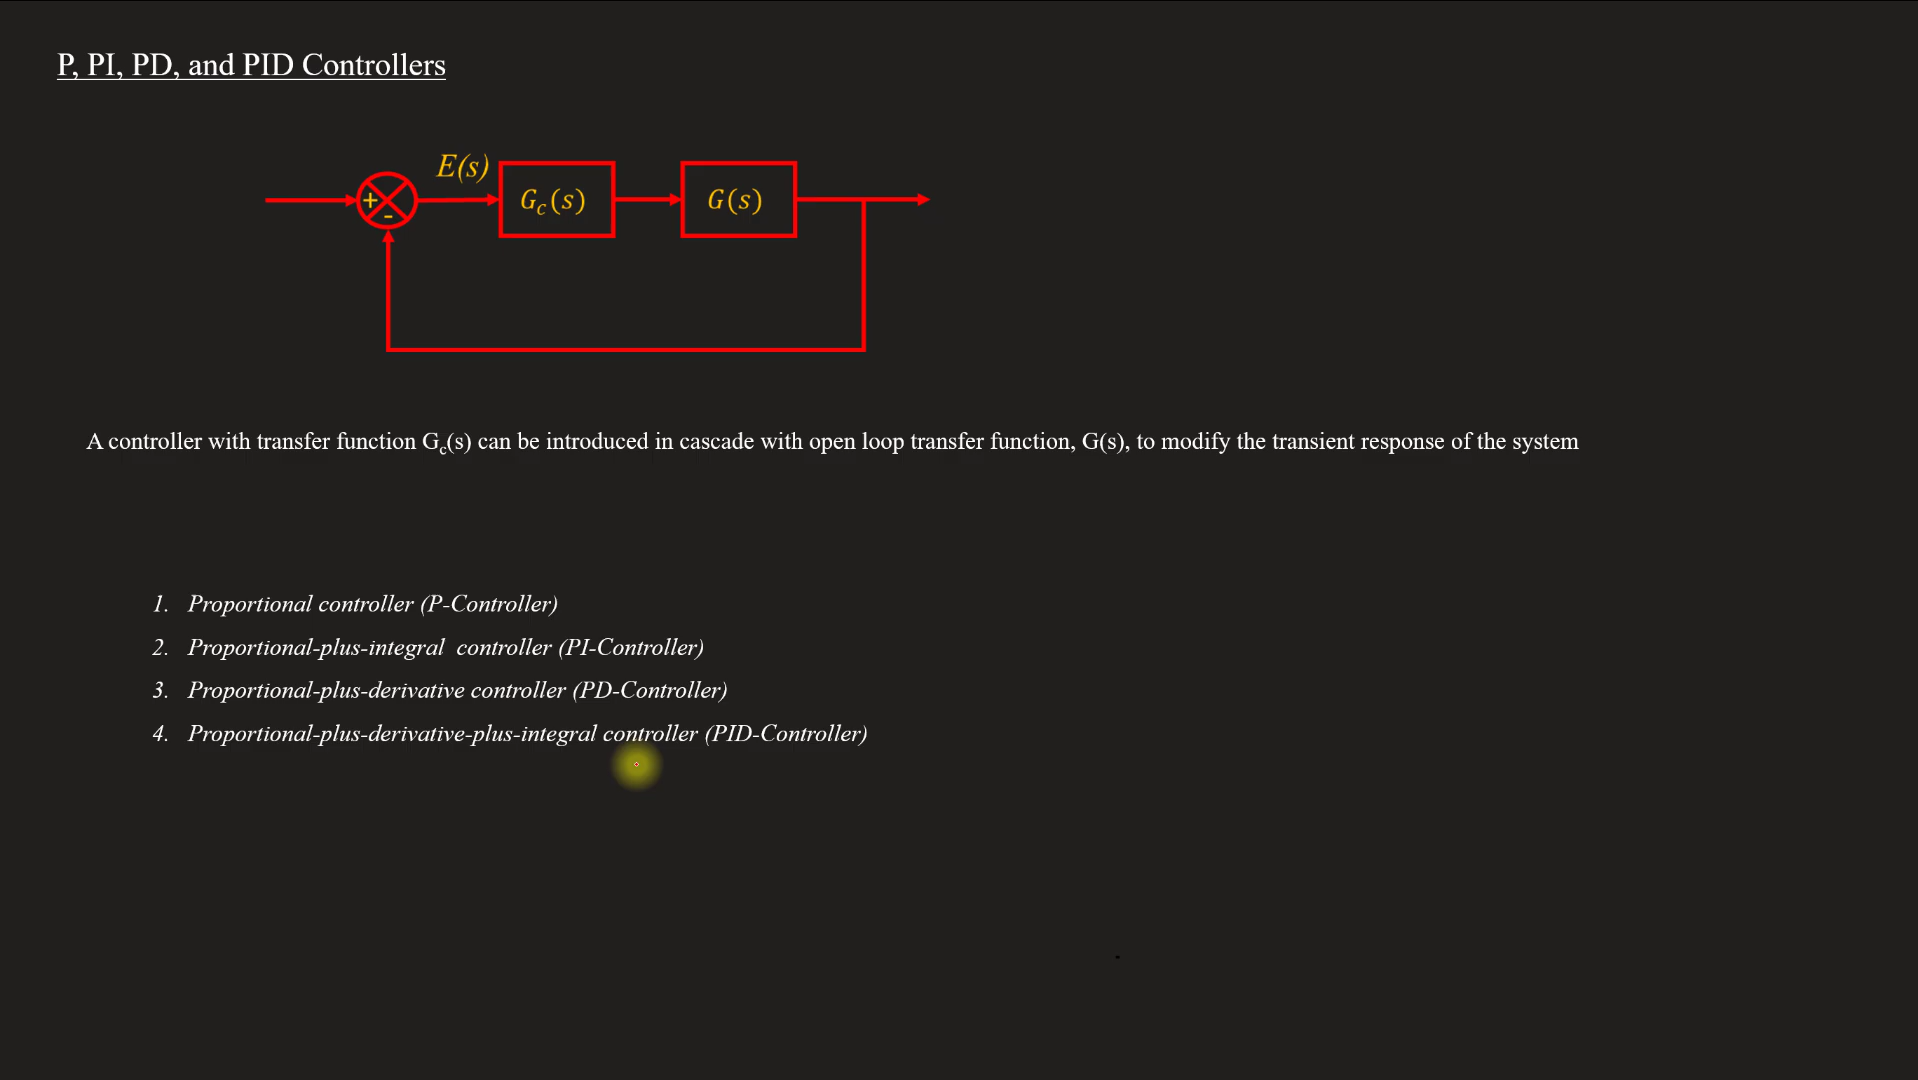 P, PI, PD, and PID Controllers
E(s)
+
-
G_c(s)
G(s)
A controller with transfer function G_c(s) can be introduced in cascade with open loop transfer function, G(s), to modify the transient response of the system
1. Proportional controller (P-Controller)
2. Proportional-plus-integral controller (PI-Controller)
3. Proportional-plus-derivative controller (PD-Controller)
4. Proportional-plus-derivative-plus-integral controller (PID-Controller)